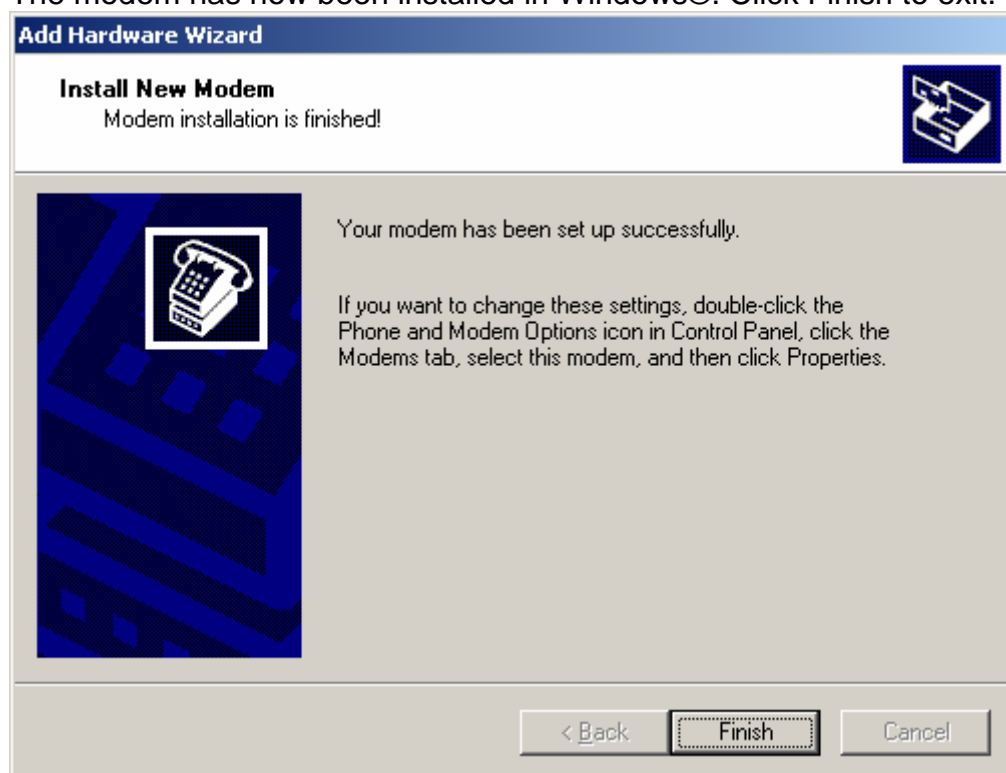 The modem has now been installed in Windows®. Click Finish to exit.
Add Hardware Wizard
Install New Modem
Modem installation is finished!
Your modem has been set up successfully.
If you want to change these settings, double-click the
Phone and Modem Options icon in Control Panel, click the
Modems tab, select this modem, and then click Properties.
< Back
Finish
Cancel